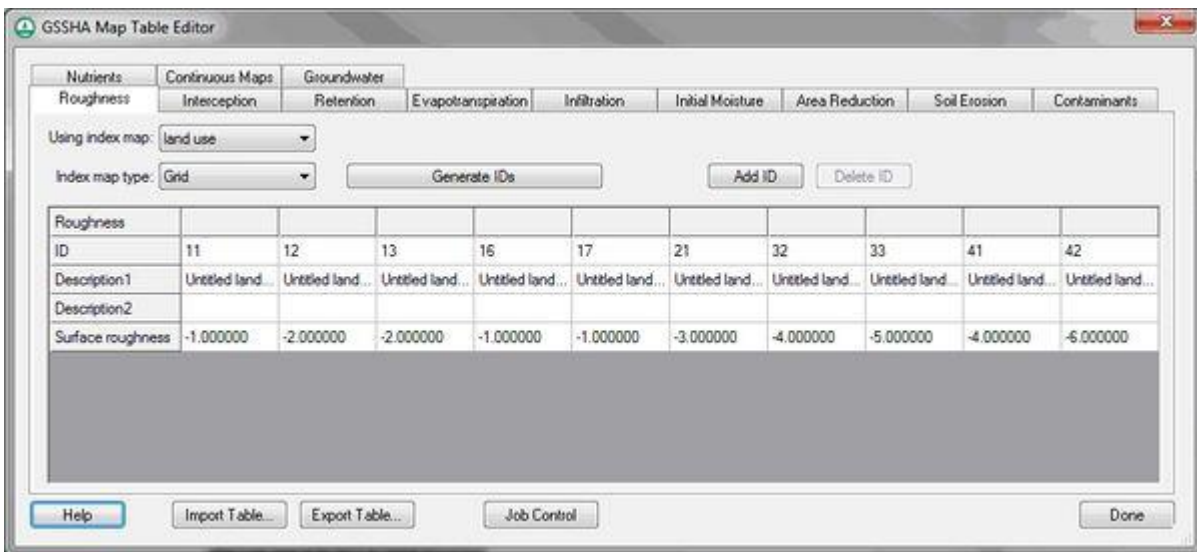 GSSHA Map Table Editor
Nutrients Continuous Maps Groundwater
Roughness Interception Retention Evapotranspiration Infiltration Initial Moisture Area Reduction Soil Erosion Contaminants
Using index map: land use
Index map type: Grid Generate IDs Add ID Delete ID
Roughness
ID 11 12 13 16 17 21 32 33 41 42
Description1 Untitled land... Untitled land... Untitled land... Untitled land... Untitled land... Untitled land... Untitled land... Untitled land... Untitled land... Untitled land...
Description2
Surface roughness -1.000000 -2.000000 -2.000000 -1.000000 -1.000000 -3.000000 -4.000000 -5.000000 -4.000000 -6.000000
Help Import Table... Export Table... Job Control Done